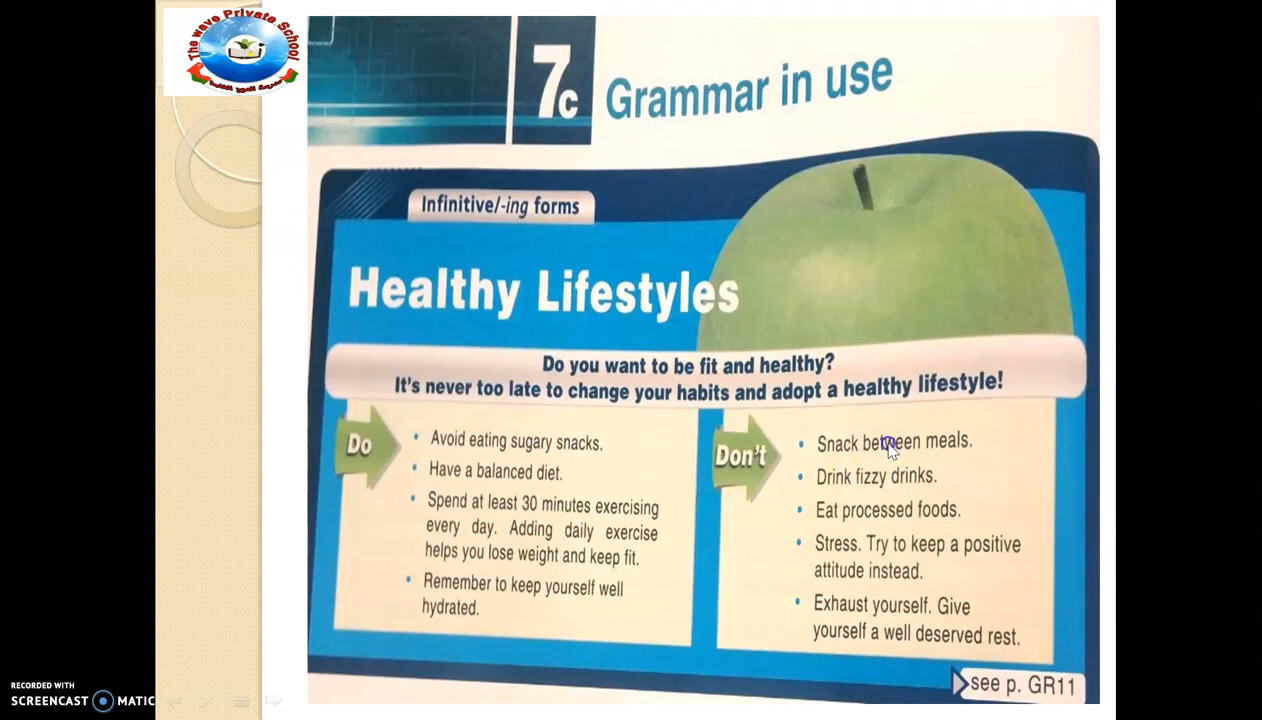 The wave Private School
7c Grammar in use
Infinitive/-ing forms
Healthy Lifestyles
Do you want to be fit and healthy?
It's never too late to change your habits and adopt a healthy lifestyle!
Do
• Avoid eating sugary snacks.
• Have a balanced diet.
• Spend at least 30 minutes exercising
every day. Adding daily exercise
helps you lose weight and keep fit.
• Remember to keep yourself well
hydrated.
Don't
• Snack between meals.
• Drink fizzy drinks.
• Eat processed foods.
• Stress. Try to keep a positive
attitude instead.
• Exhaust yourself. Give
yourself a well deserved rest.
see p. GR11
RECORDED WITH
SCREENCAST MATIC